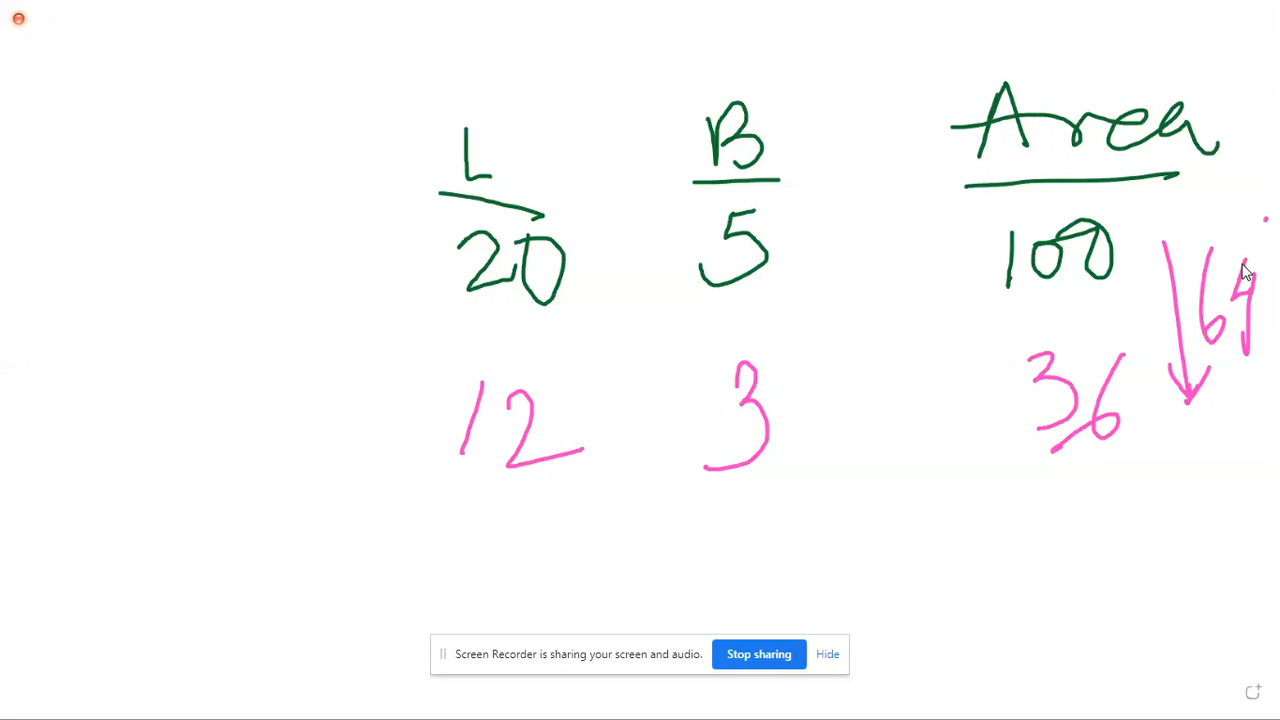 L B Area
20 5 100
12 3 36 64
Screen Recorder is sharing your screen and audio. Stop sharing Hide